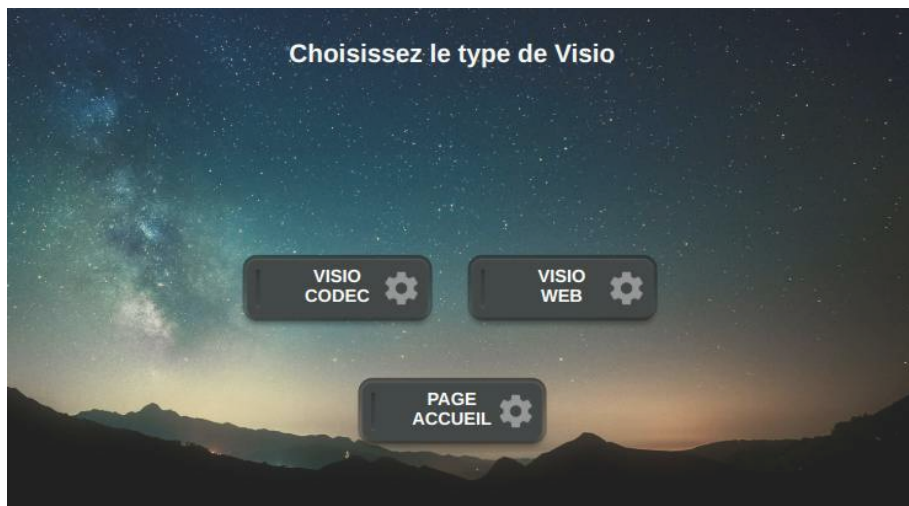 Choisissez le type de Visio
VISIO
CODEC
VISIO
WEB
PAGE
ACCUEIL